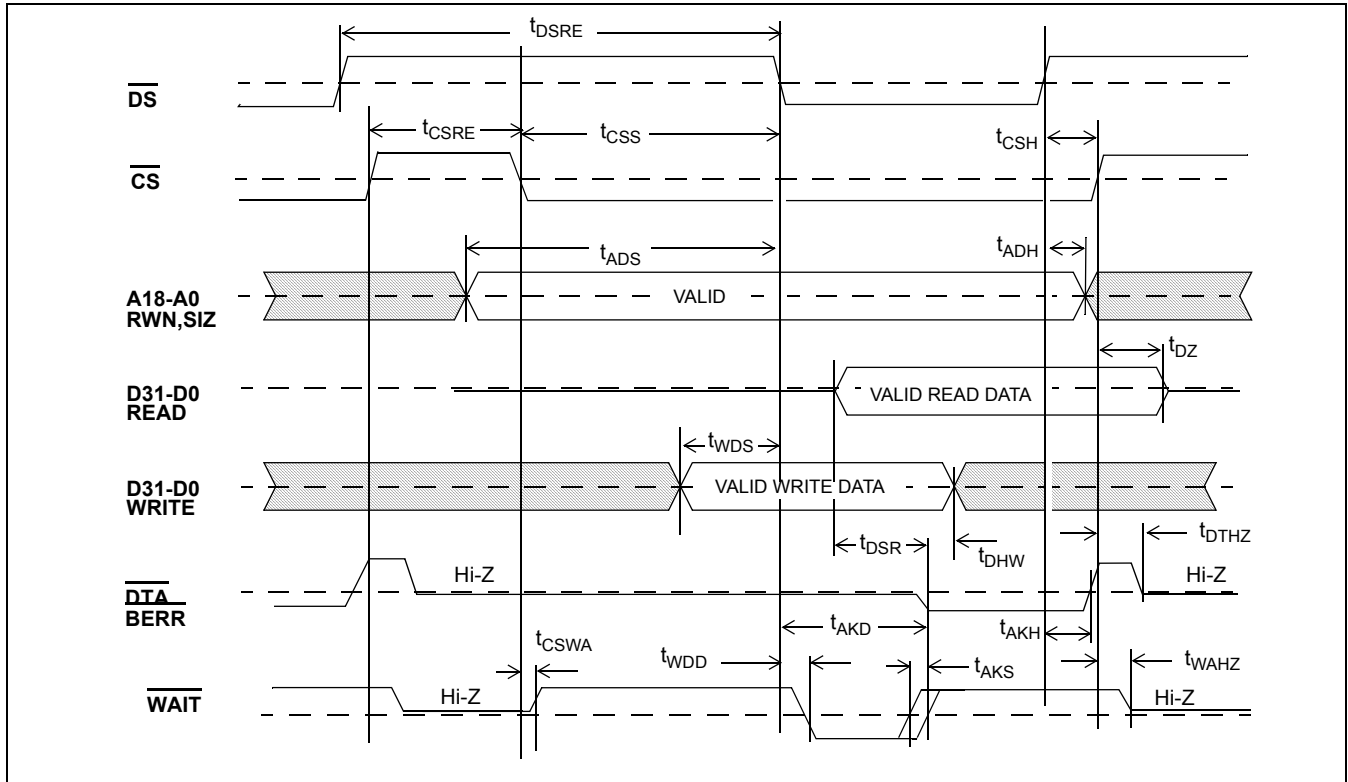 tDSRE
DS
tCSRE
tCSS
tCSH
CS
tADS
tADH
A18-A0
RWN,SIZ
VALID
tDZ
D31-D0
READ
VALID READ DATA
tWDS
D31-D0
WRITE
VALID WRITE DATA
tDSR
tDHW
tDTHZ
DTA
BERR
Hi-Z
Hi-Z
tAKD
tAKH
tCSWA
tWDD
tAKS
tWAHZ
WAIT
Hi-Z
Hi-Z